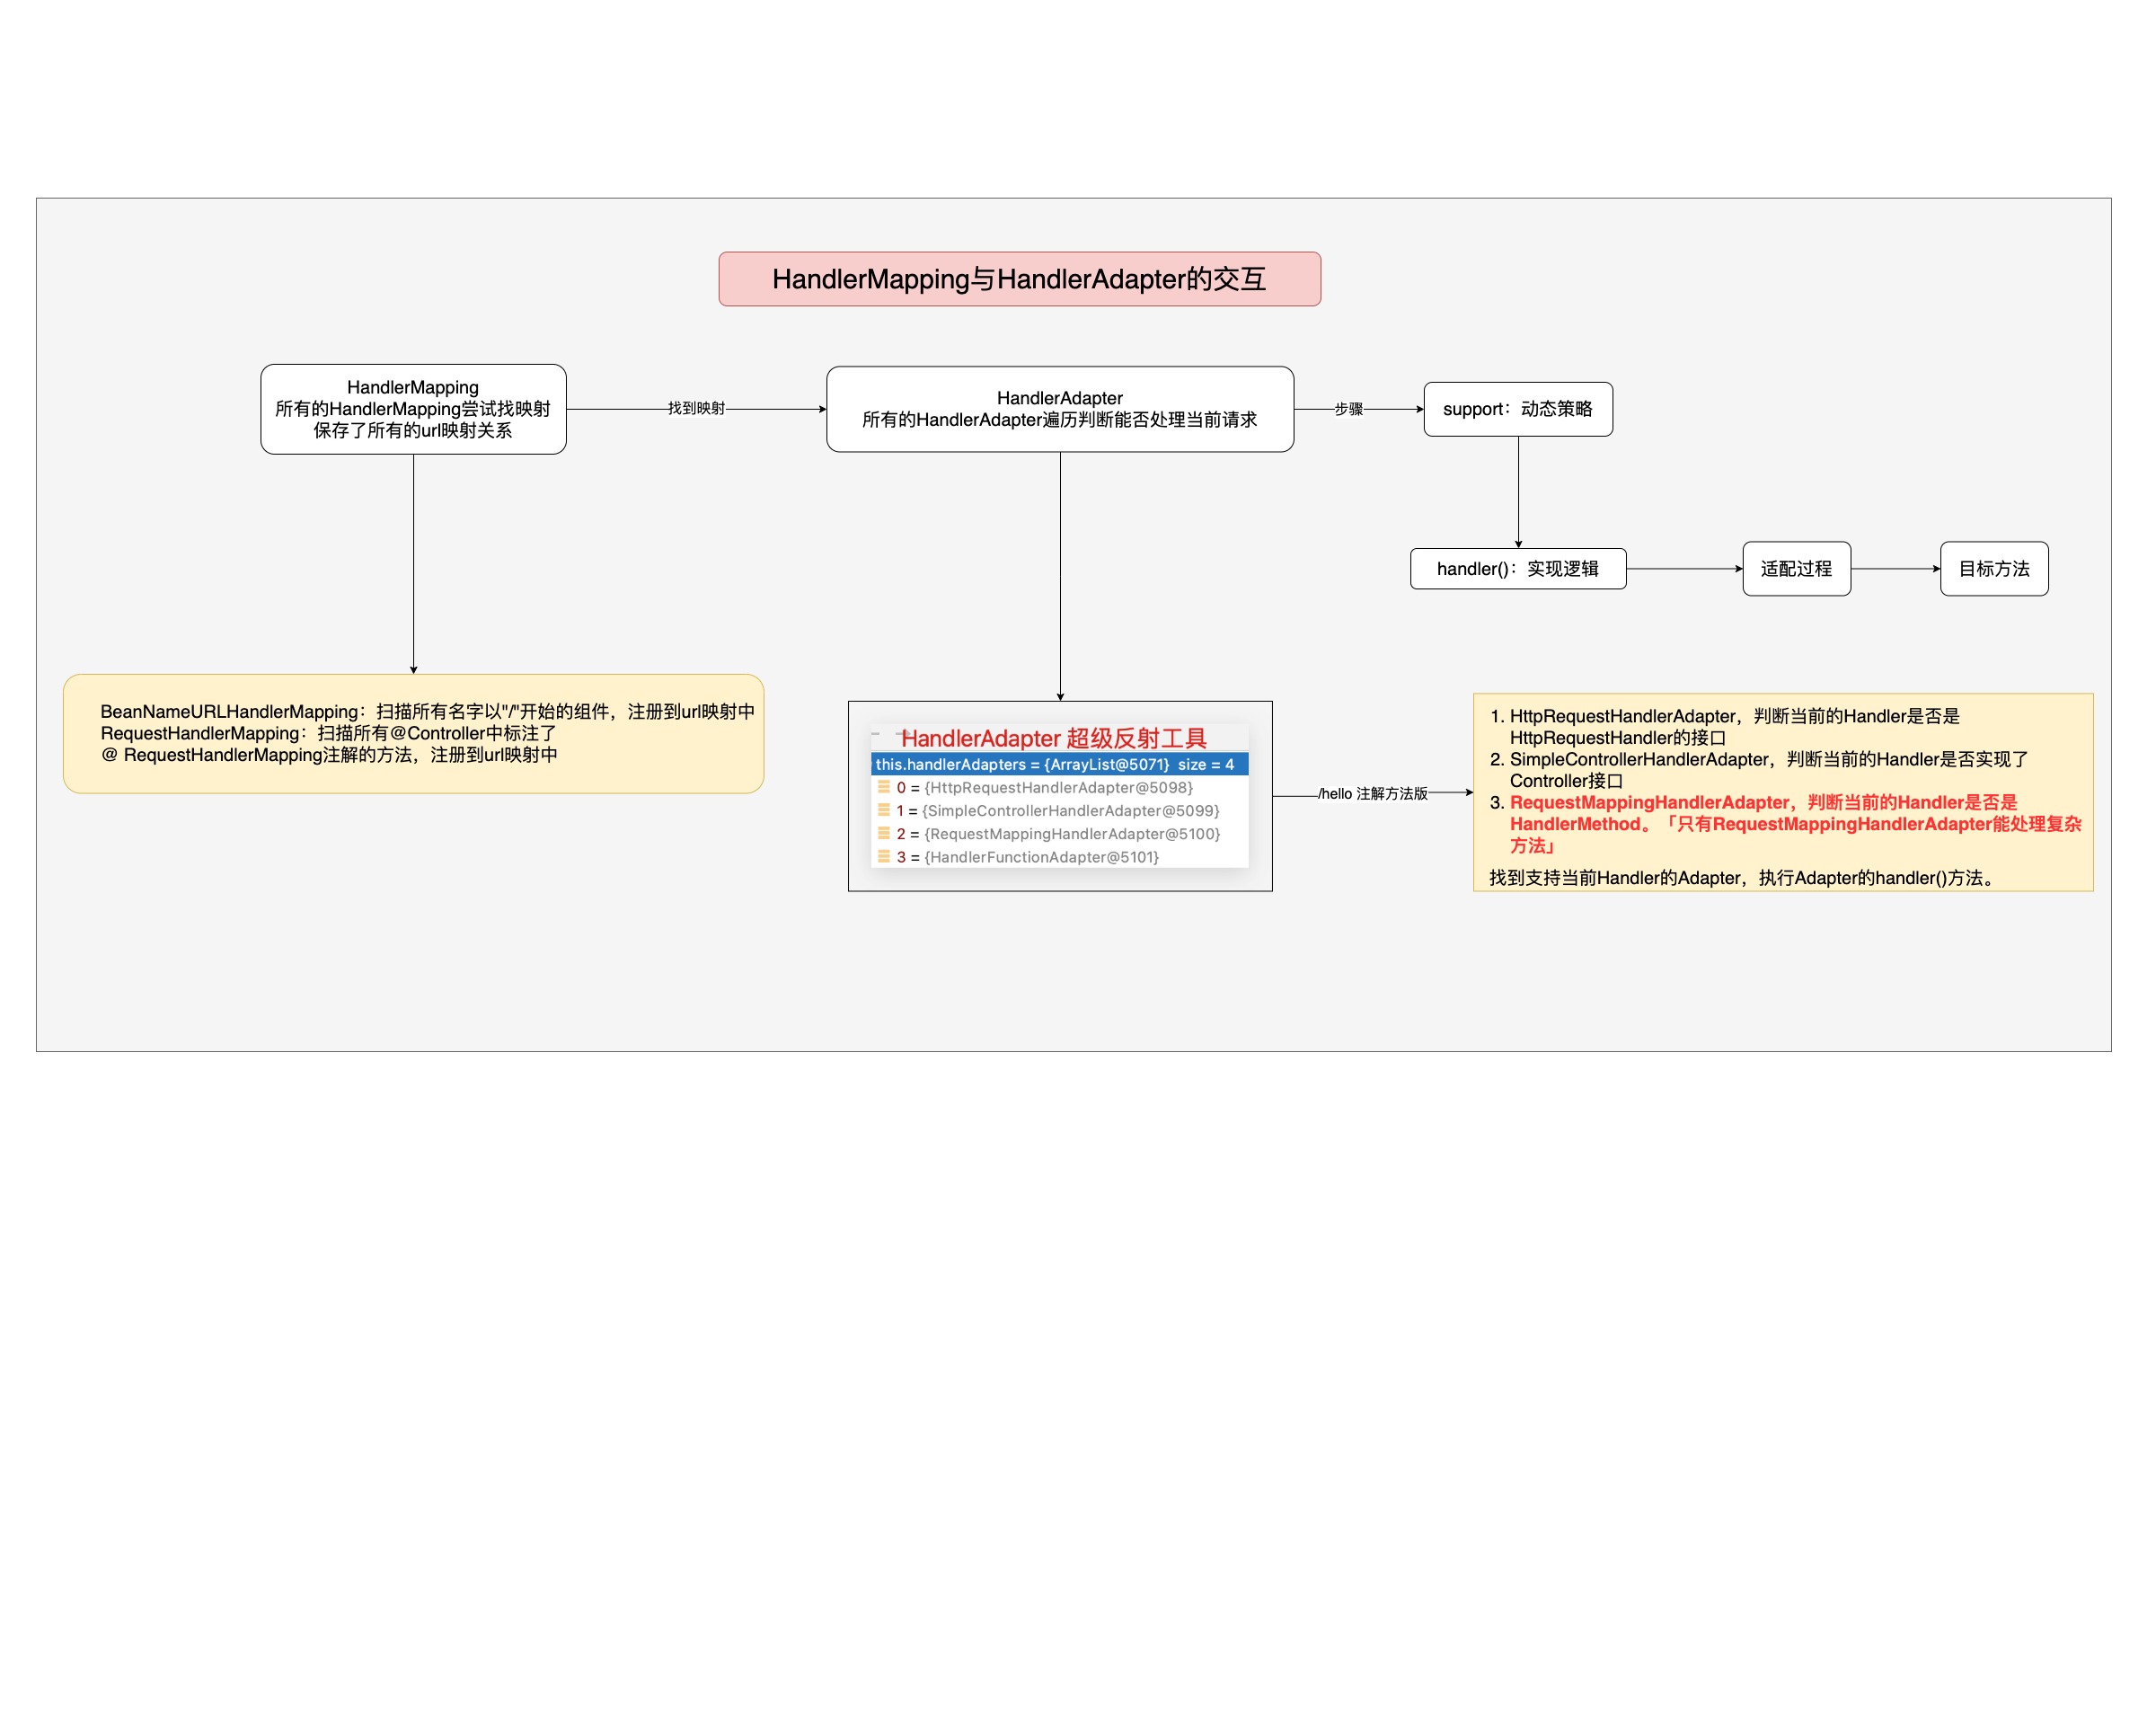 HandlerMapping与HandlerAdapter的交互
HandlerMapping
所有的HandlerMapping尝试找映射
保存了所有的url映射关系
找到映射
HandlerAdapter
所有的HandlerAdapter遍历判断能否处理当前请求
步骤
support：动态策略
handler()：实现逻辑
适配过程
目标方法
BeanNameURLHandlerMapping：扫描所有名字以"/"开始的组件，注册到url映射中
RequestHandlerMapping：扫描所有@Controller中标注了
@ RequestHandlerMapping注解的方法，注册到url映射中
HandlerAdapter 超级反射工具
this.handlerAdapters = {ArrayList@5071} size = 4
0 = {HttpRequestHandlerAdapter@5098}
1 = {SimpleControllerHandlerAdapter@5099}
2 = {RequestMappingHandlerAdapter@5100}
3 = {HandlerFunctionAdapter@5101}
/hello 注解方法版
1. HttpRequestHandlerAdapter，判断当前的Handler是否是
HttpRequestHandler的接口
2. SimpleControllerHandlerAdapter，判断当前的Handler是否实现了
Controller接口
3. RequestMappingHandlerAdapter，判断当前的Handler是否是
HandlerMethod。「只有RequestMappingHandlerAdapter能处理复杂
方法」
找到支持当前Handler的Adapter，执行Adapter的handler()方法。